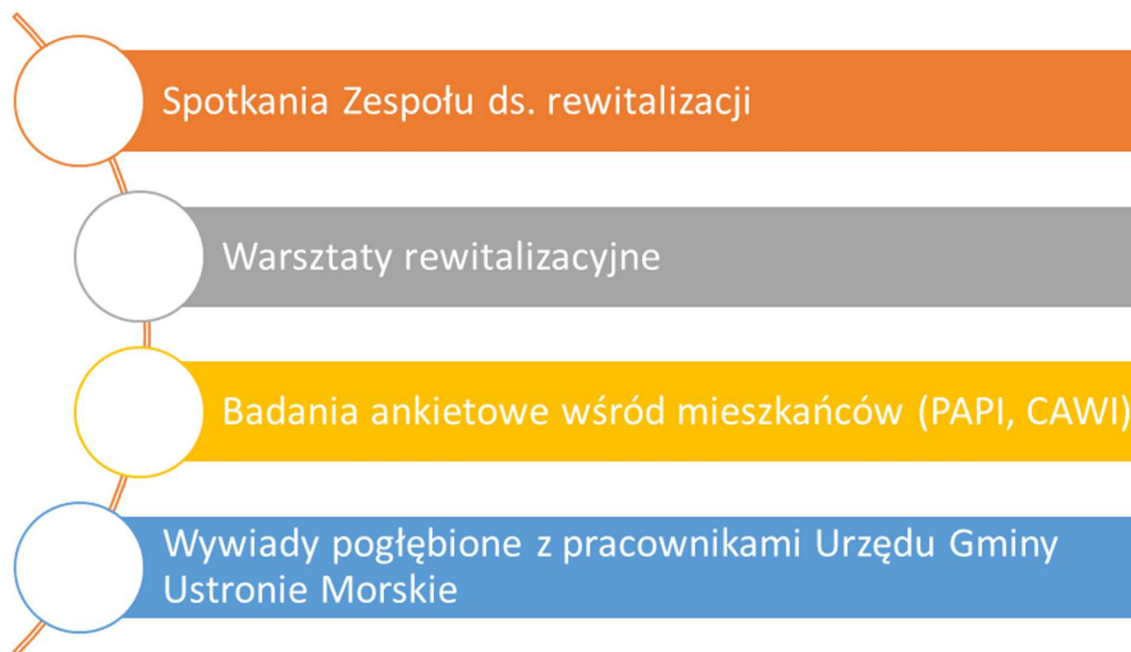 Spotkania Zespołu ds. rewitalizacji
Warsztaty rewitalizacyjne
Badania ankietowe wśród mieszkańców (PAPI, CAWI)
Wywiady pogłębione z pracownikami Urzędu Gminy
Ustronie Morskie